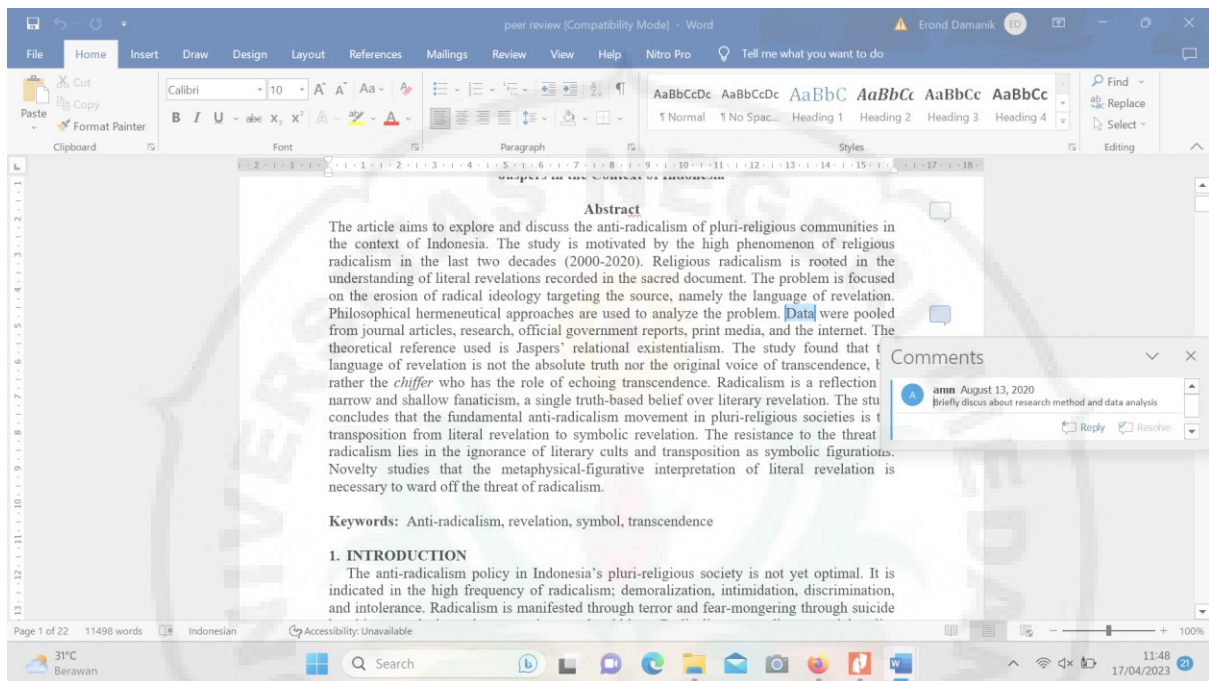 peer review [Compatibility Mode] - Word
Erond Damanik
ED
File Home Insert Draw Design Layout References Mailings Review View Help Nitro Pro Tell me what you want to do
Paste
Cut
Copy
Format Painter
Clipboard
Calibri 10
Font
Paragraph
AaBbCcDc AaBbCcDc AaBbC AaBbCc AaBbCc AaBbCc
¶ Normal ¶ No Spac... Heading 1 Heading 2 Heading 3 Heading 4
Styles
Find
Replace
Select
Editing
Jaspers in the Context of Indonesia
Abstract
The article aims to explore and discuss the anti-radicalism of pluri-religious communities in
the context of Indonesia. The study is motivated by the high phenomenon of religious
radicalism in the last two decades (2000-2020). Religious radicalism is rooted in the
understanding of literal revelations recorded in the sacred document. The problem is focused
on the erosion of radical ideology targeting the source, namely the language of revelation.
Philosophical hermeneutical approaches are used to analyze the problem. Data were pooled
from journal articles, research, official government reports, print media, and the internet. The
theoretical reference used is Jaspers' relational existentialism. The study found that t
language of revelation is not the absolute truth nor the original voice of transcendence, b
rather the chiffer who has the role of echoing transcendence. Radicalism is a reflection
narrow and shallow fanaticism, a single truth-based belief over literary revelation. The stu
concludes that the fundamental anti-radicalism movement in pluri-religious societies is t
transposition from literal revelation to symbolic revelation. The resistance to the threat
radicalism lies in the ignorance of literary cults and transposition as symbolic figurations.
Novelty studies that the metaphysical-figurative interpretation of literal revelation is
necessary to ward off the threat of radicalism.
Keywords: Anti-radicalism, revelation, symbol, transcendence
1. INTRODUCTION
The anti-radicalism policy in Indonesia's pluri-religious society is not yet optimal. It is
indicated in the high frequency of radicalism; demoralization, intimidation, discrimination,
and intolerance. Radicalism is manifested through terror and fear-mongering through suicide
Comments
A
amn August 13, 2020
Briefly discus about research method and data analysis
Reply Resolve
Page 1 of 22 11498 words Indonesian Accessibility: Unavailable 100%
31°C
Berawan
Search
11:48
17/04/2023
21